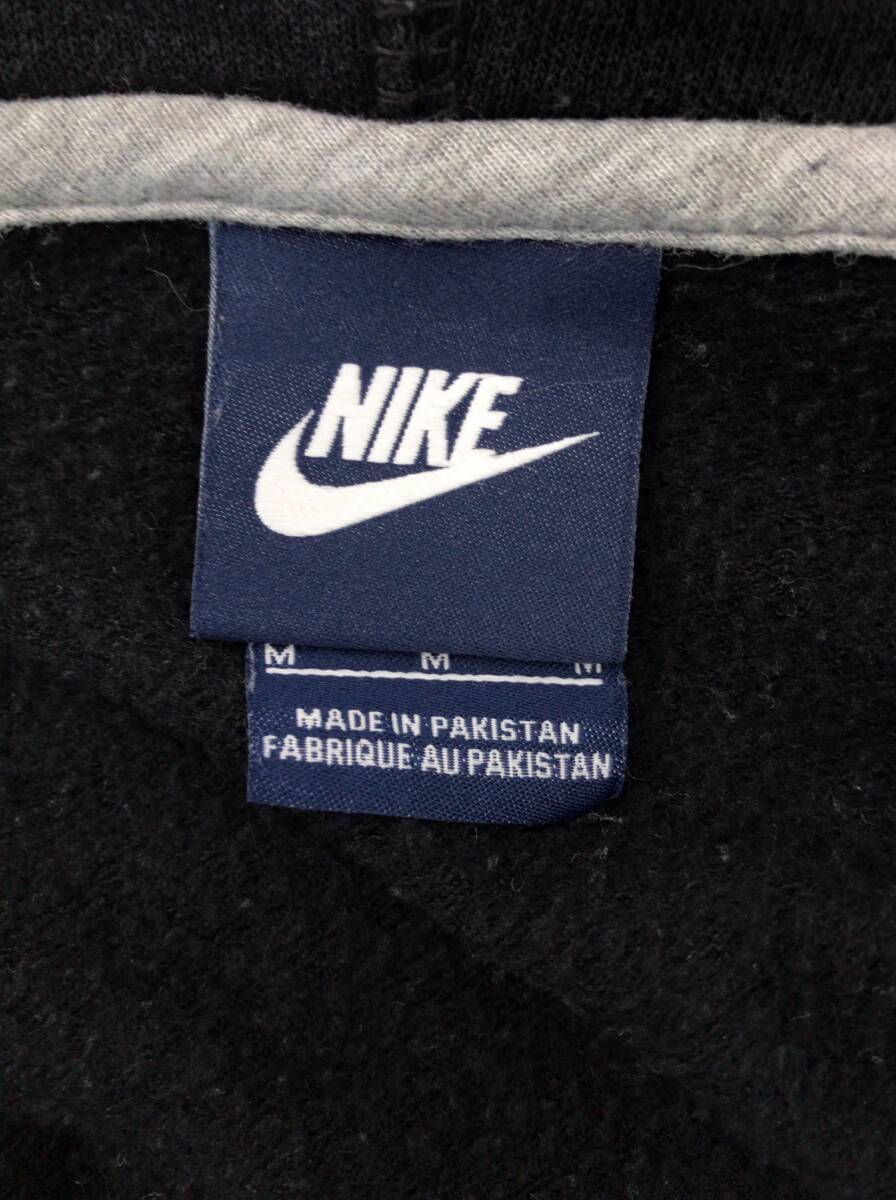 NIKE
M M M
MADE IN PAKISTAN
FABRIQUE AU PAKISTAN